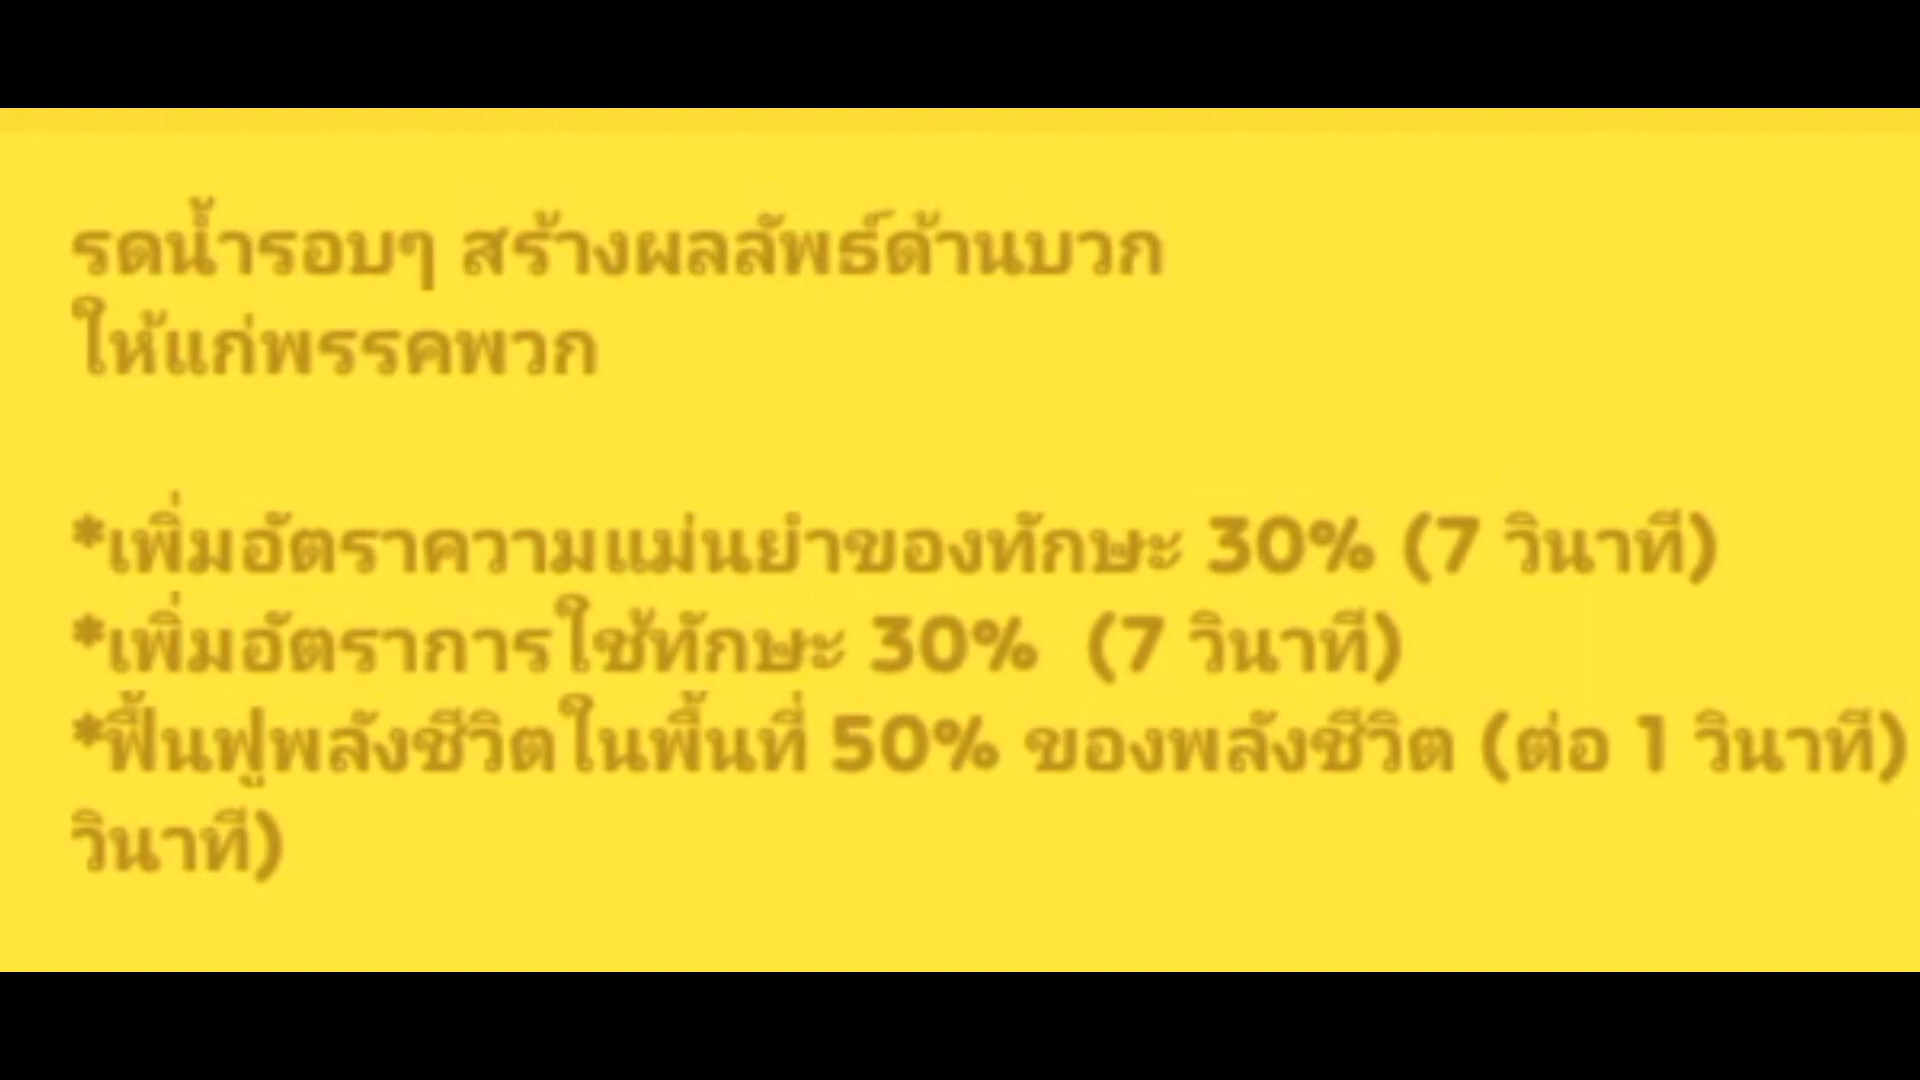 รดน้ำรอบๆ สร้างผลลัพธ์ด้านบวก
ให้แก่พรรคพวก
*เพิ่มอัตราความแม่นยำของทักษะ 30% (7 วินาที)
*เพิ่มอัตราการใช้ทักษะ 30% (7 วินาที)
*ฟื้นฟูพลังชีวิตในพื้นที่ 50% ของพลังชีวิต (ต่อ 1 วินาที)
วินาที)